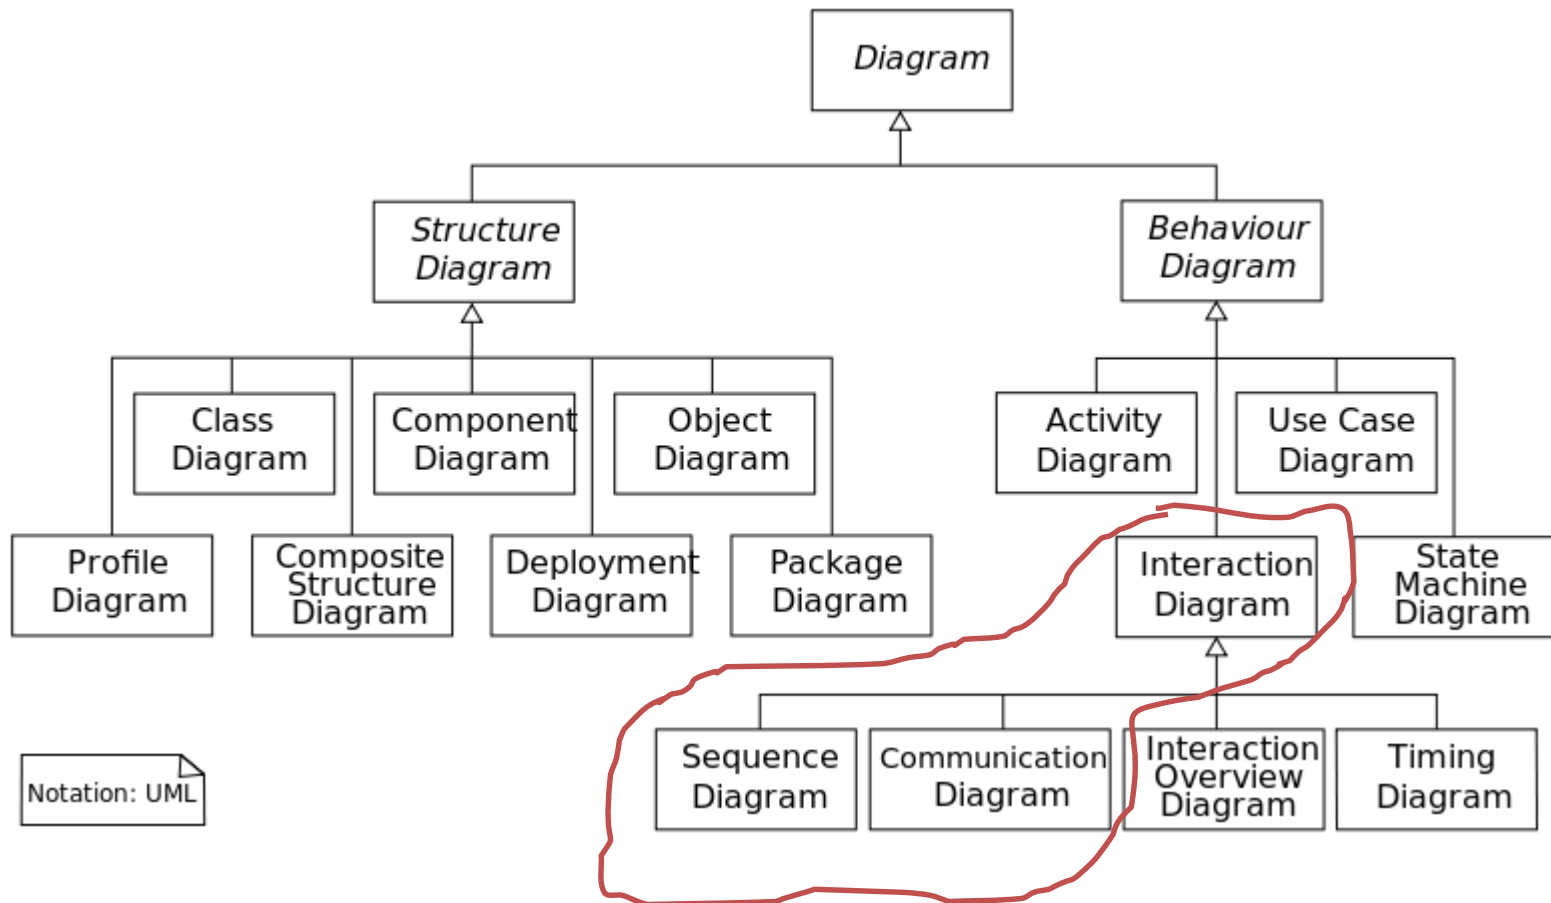 Diagram
Structure
Diagram
Behaviour
Diagram
Class
Diagram
Component
Diagram
Object
Diagram
Activity
Diagram
Use Case
Diagram
Profile
Diagram
Composite
Structure
Diagram
Deployment
Diagram
Package
Diagram
Interaction
Diagram
State
Machine
Diagram
Sequence
Diagram
Communication
Diagram
Interaction
Overview
Diagram
Timing
Diagram
Notation: UML